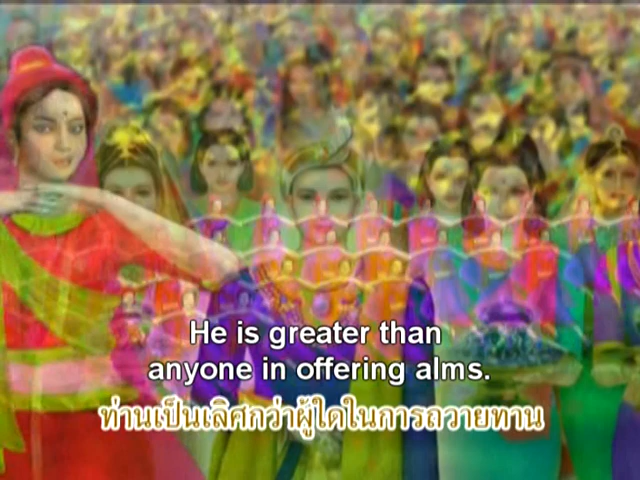 He is greater than
anyone in offering alms.
ท่านเป็นเลิศกว่าผู้ใดในการถวายทาน